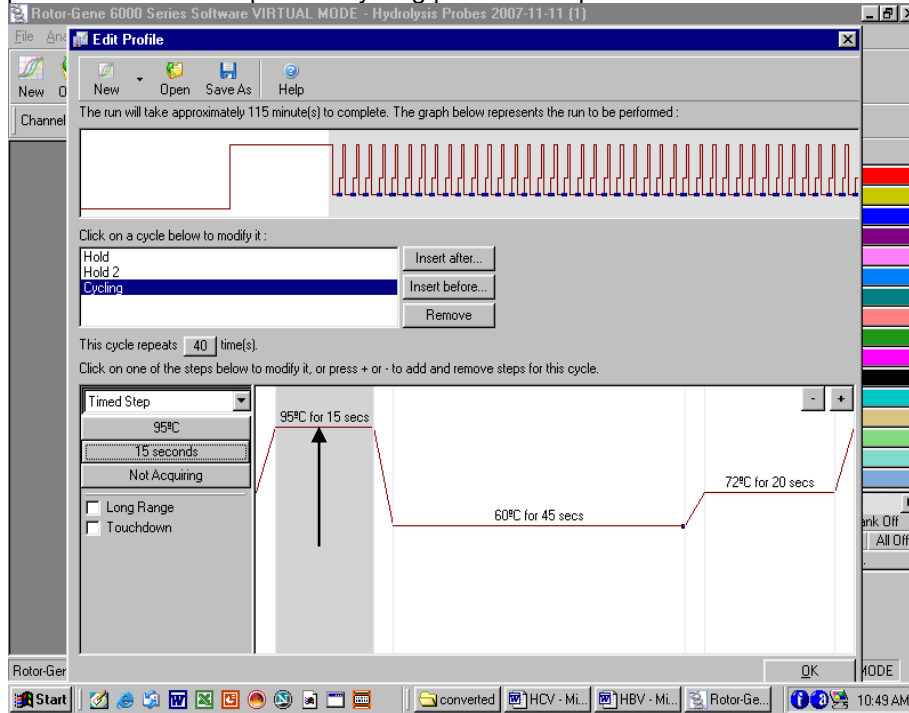 Rotor-Gene 6000 Series Software VIRTUAL MODE - Hydrolysis Probes 2007-11-11 (1)
File Ana
Edit Profile
New Open Save As Help
New O
The run will take approximately 115 minute(s) to complete. The graph below represents the run to be performed :
Channel
Click on a cycle below to modify it :
Hold
Hold 2
Cycling
Insert after...
Insert before...
Remove
This cycle repeats 40 time(s).
Click on one of the steps below to modify it, or press + or - to add and remove steps for this cycle.
Timed Step
- +
95ºC
15 seconds
Not Acquiring
Long Range
Touchdown
95ºC for 15 secs
60ºC for 45 secs
72ºC for 20 secs
ank Off
All Off
OK
Rotor-Ger
MODE
Start
converted
HCV - Mi...
HBV - Mi...
Rotor-Ge...
10:49 AM